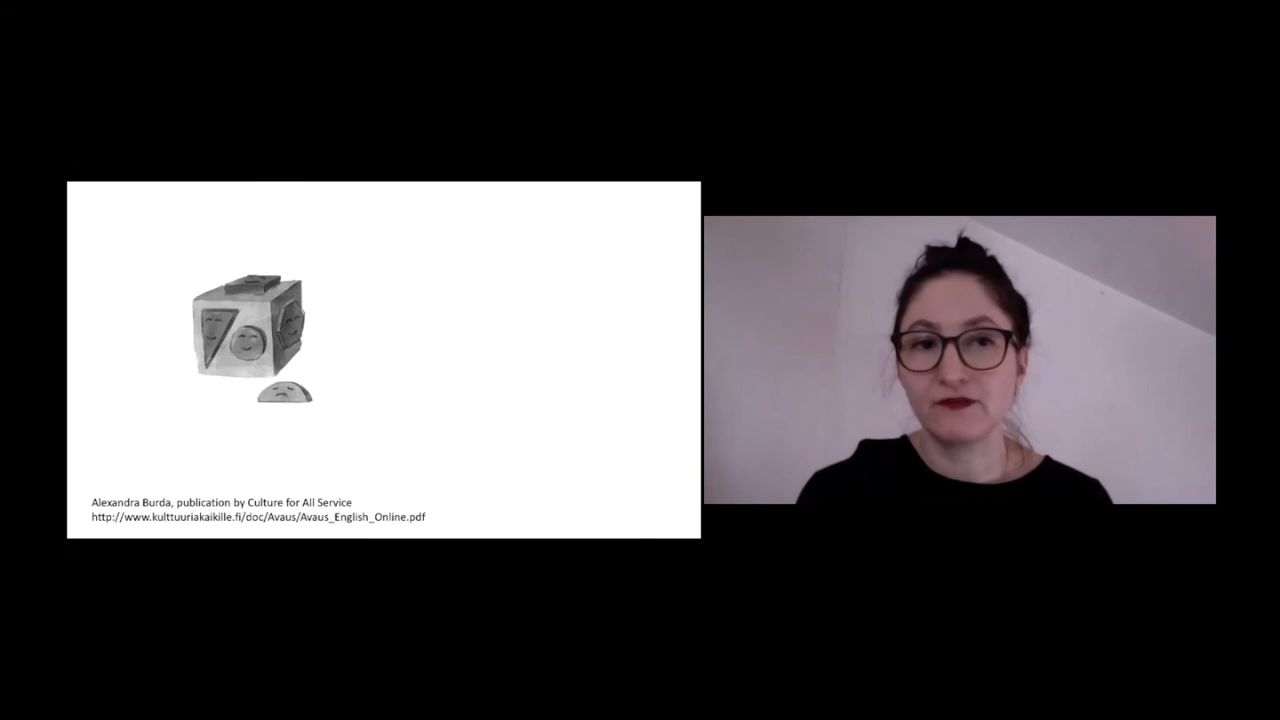 Alexandra Burda, publication by Culture for All Service
http://www.kulttuuriakaikille.fi/doc/Avaus/Avaus_English_Online.pdf